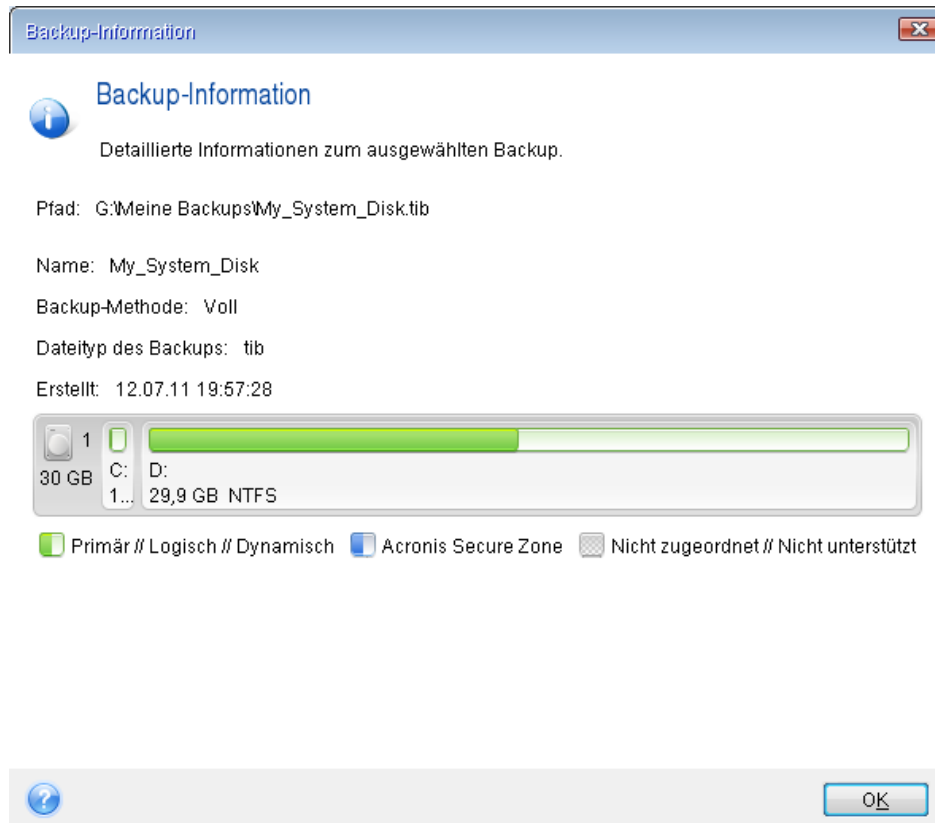 Backup-Information
Backup-Information
Detaillierte Informationen zum ausgewählten Backup.
Pfad: G:\Meine Backups\My_System_Disk.tib
Name: My_System_Disk
Backup-Methode: Voll
Dateityp des Backups: tib
Erstellt: 12.07.11 19:57:28
1
30 GB
C:
1...
D:
29,9 GB NTFS
Primär // Logisch // Dynamisch Acronis Secure Zone Nicht zugeordnet // Nicht unterstützt
OK